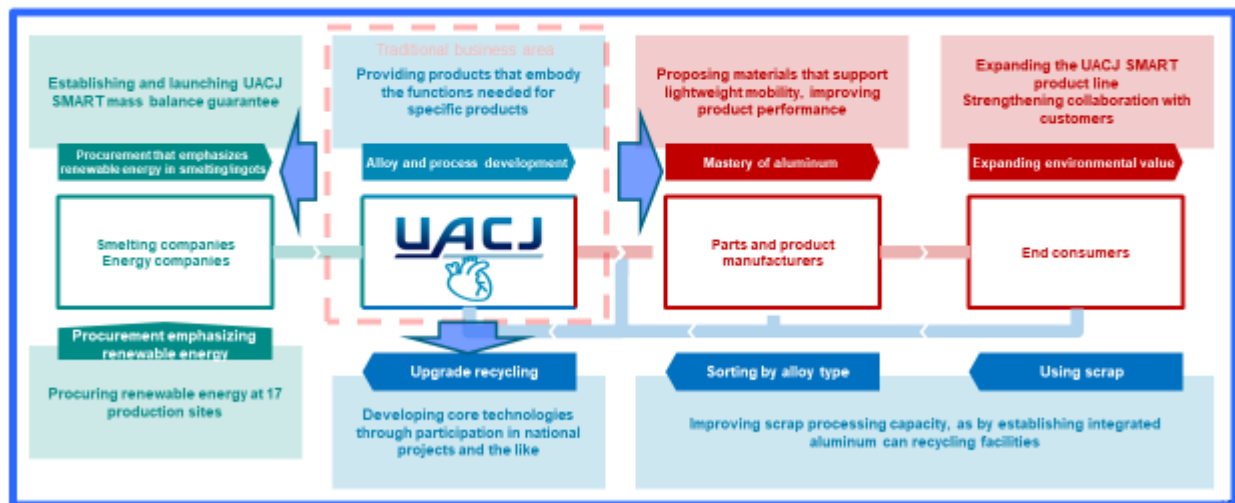 Traditional business area
Establishing and launching UACJ
SMART mass balance guarantee
Providing products that embody
the functions needed for
specific products
Proposing materials that support
lightweight mobility, improving
product performance
Expanding the UACJ SMART
product line
Strengthening collaboration with
customers
Procurement that emphasizes
renewable energy in smelting/ingots
Alloy and process development
Mastery of aluminum
Expanding environmental value
Smelting companies
Energy companies
UACJ
Parts and product
manufacturers
End consumers
Procurement emphasizing
renewable energy
Upgrade recycling
Sorting by alloy type
Using scrap
Procuring renewable energy at 17
production sites
Developing core technologies
through participation in national
projects and the like
Improving scrap processing capacity, as by establishing integrated
aluminum can recycling facilities